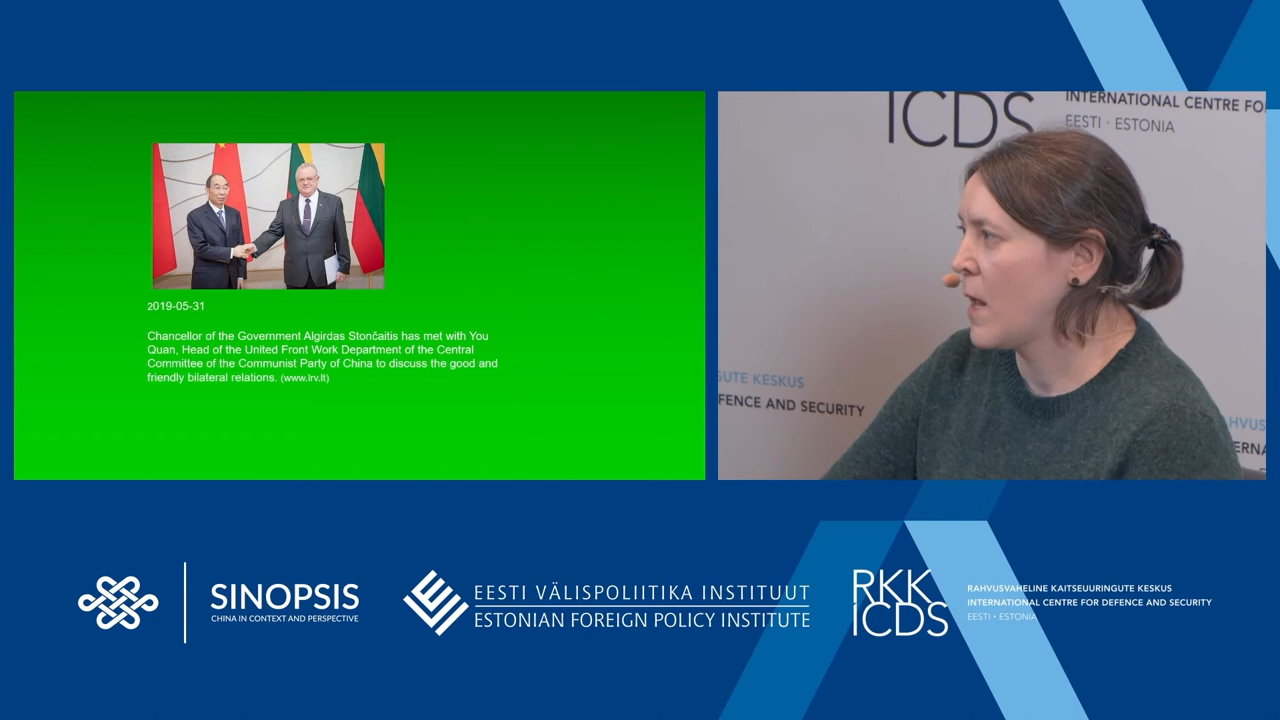 2019-05-31
Chancellor of the Government Algirdas Stončaitis has met with You
Quan, Head of the United Front Work Department of the Central
Committee of the Communist Party of China to discuss the good and
friendly bilateral relations. (www.lrv.lt)
ICDS
INTERNATIONAL CENTRE FO
EESTI · ESTONIA
GUTE KESKUS
FENCE AND SECURITY
HVUS
ERNA
SINOPSIS
CHINA IN CONTEXT AND PERSPECTIVE
EESTI VÄLISPOLIITIKA INSTITUUT
ESTONIAN FOREIGN POLICY INSTITUTE
RKK
ICDS
RAHVUSVAHELINE KAITSEUURINGUTE KESKUS
INTERNATIONAL CENTRE FOR DEFENCE AND SECURITY
EESTI · ESTONIA